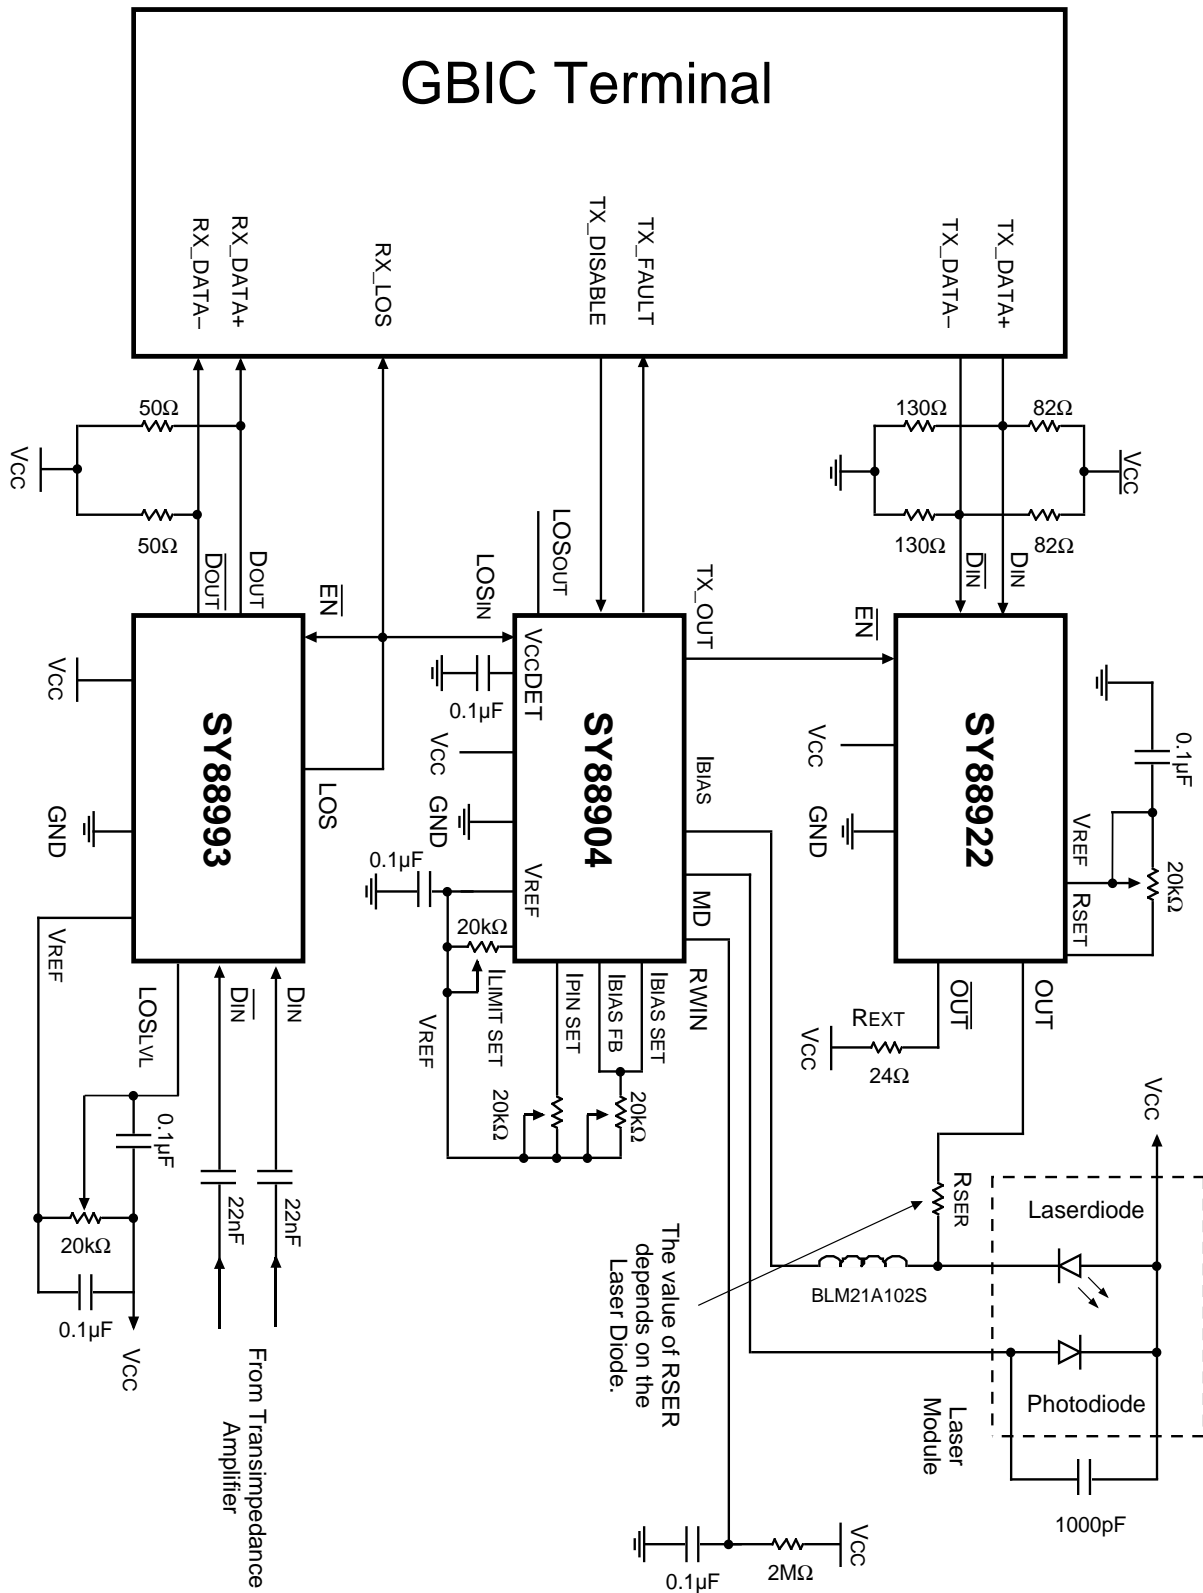 GBIC Terminal
RX_DATA–
RX_DATA+
RX_LOS
TX_DISABLE
TX_FAULT
TX_DATA–
TX_DATA+
50Ω
50Ω
VCC
130Ω
82Ω
130Ω
82Ω
VCC
DOUT
DOUT
EN
LOSIN
LOSOUT
TX_OUT
EN
DIN
DIN
SY88993
VCC
GND
LOS
VREF
LOSLVL
DIN
DIN
SY88904
VCCDET
0.1µF
VCC
GND
0.1µF
VREF
20kΩ
ILIMIT SET
VREF
IPIN SET
IBIAS FB
IBIAS SET
20kΩ
20kΩ
IBIAS
MD
RWIN
SY88922
VCC
GND
0.1µF
VREF
20kΩ
RSET
OUT
OUT
REXT
24Ω
VCC
VCC
RSER
Laserdiode
BLM21A102S
Photodiode
Laser
Module
1000pF
The value of RSER
depends on the
Laser Diode.
0.1µF
20kΩ
0.1µF
VCC
22nF
22nF
From Transimpedance
Amplifier
VCC
2MΩ
0.1µF